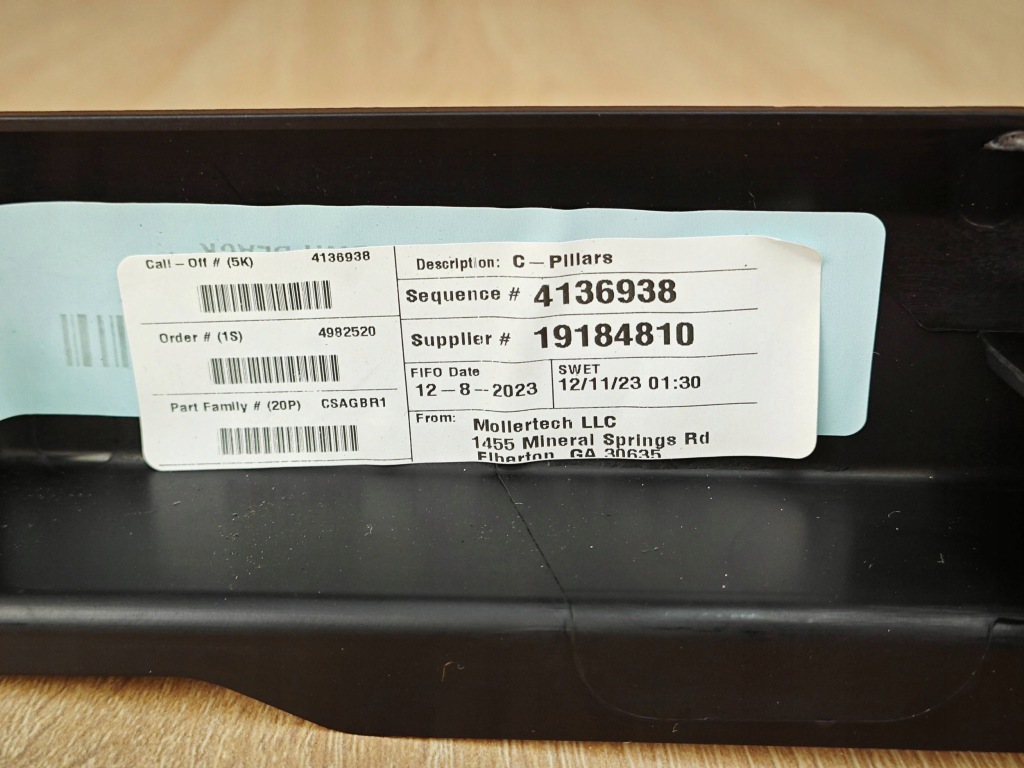 Call – Off # (5K) 4136938
Order # (1S) 4982520
Part Family # (20P) CSAGBR1
Description: C – Pillars
Sequence # 4136938
Supplier # 19184810
FIFO Date
12 – 8 – 2023
SWET
12/11/23 01:30
From: Mollertech LLC
1455 Mineral Springs Rd
Elberton, GA 30635